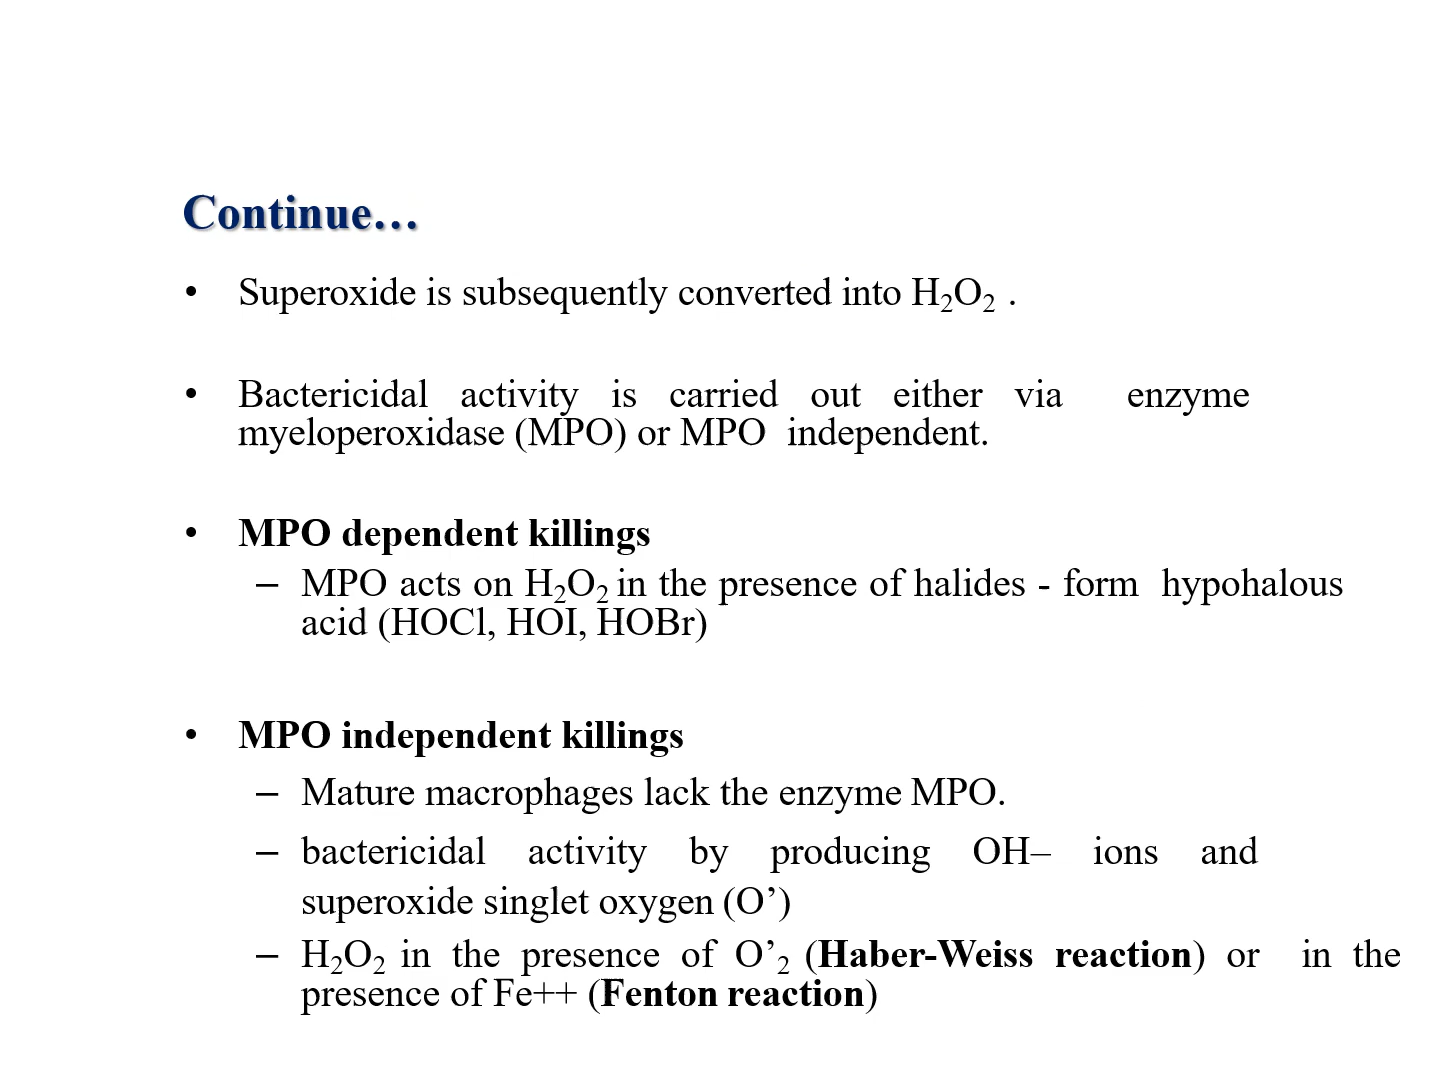 Continue…
• Superoxide is subsequently converted into H₂O₂ .
• Bactericidal activity is carried out either via enzyme
myeloperoxidase (MPO) or MPO independent.
• MPO dependent killings
– MPO acts on H₂O₂ in the presence of halides - form hypohalous
acid (HOCl, HOI, HOBr)
• MPO independent killings
– Mature macrophages lack the enzyme MPO.
– bactericidal activity by producing OH– ions and
superoxide singlet oxygen (O’)
– H₂O₂ in the presence of O’₂ (Haber-Weiss reaction) or in the
presence of Fe++ (Fenton reaction)